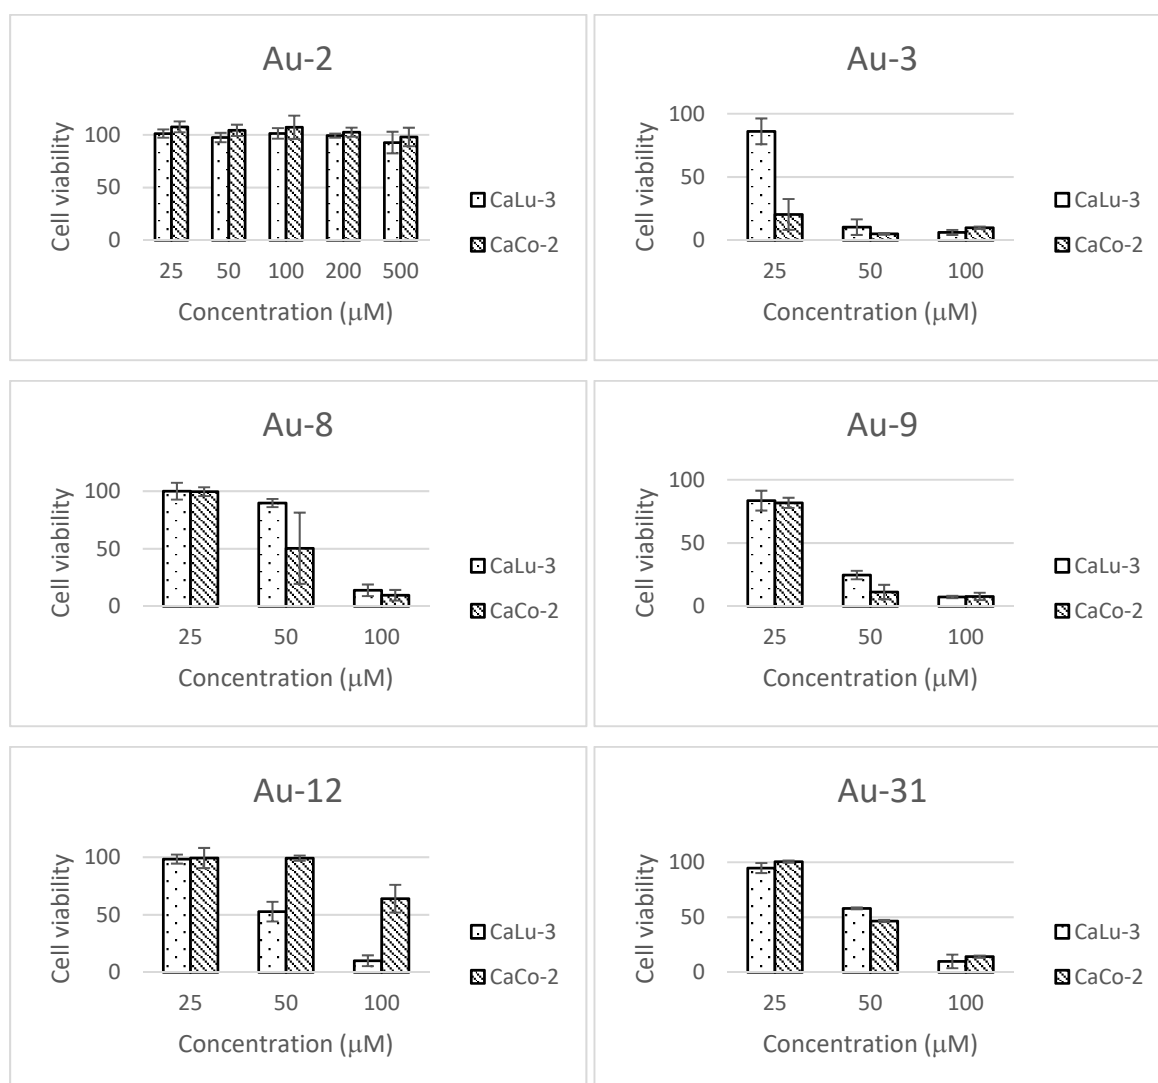 Au-2
Cell viability
100
50
0
25 50 100 200 500
Concentration (μM)
CaLu-3
CaCo-2
Au-3
Cell viability
100
50
0
25 50 100
Concentration (μM)
CaLu-3
CaCo-2
Au-8
Cell viability
100
50
0
25 50 100
Concentration (μM)
CaLu-3
CaCo-2
Au-9
Cell viability
100
50
0
25 50 100
Concentration (μM)
CaLu-3
CaCo-2
Au-12
Cell viability
100
50
0
25 50 100
Concentration (μM)
CaLu-3
CaCo-2
Au-31
Cell viability
100
50
0
25 50 100
Concentration (μM)
CaLu-3
CaCo-2